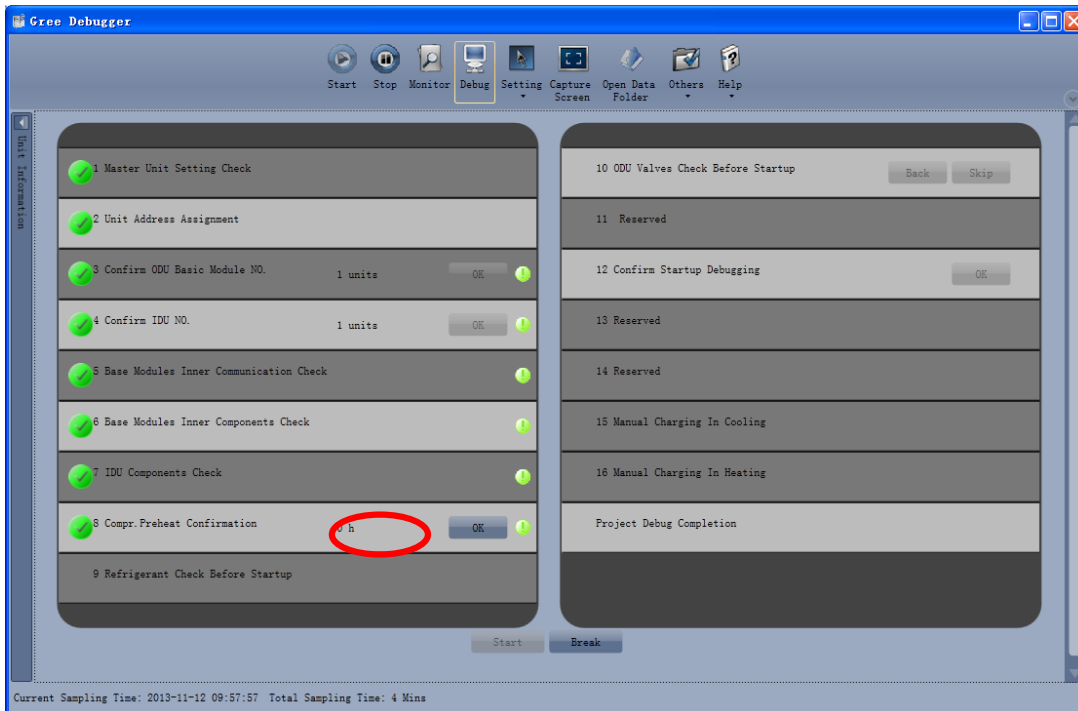 Gree Debugger
Start Stop Monitor Debug Setting Capture Screen Open Data Folder Others Help
Unit Information
1 Master Unit Setting Check
2 Unit Address Assignment
3 Confirm ODU Basic Module NO. 1 units OK
4 Confirm IDU NO. 1 units OK
5 Base Modules Inner Communication Check
6 Base Modules Inner Components Check
7 IDU Components Check
8 Compr.Preheat Confirmation 0 h OK
9 Refrigerant Check Before Startup
10 ODU Valves Check Before Startup Back Skip
11 Reserved
12 Confirm Startup Debugging OK
13 Reserved
14 Reserved
15 Manual Charging In Cooling
16 Manual Charging In Heating
Project Debug Completion
Start Break
Current Sampling Time: 2013-11-12 09:57:57 Total Sampling Time: 4 Mins